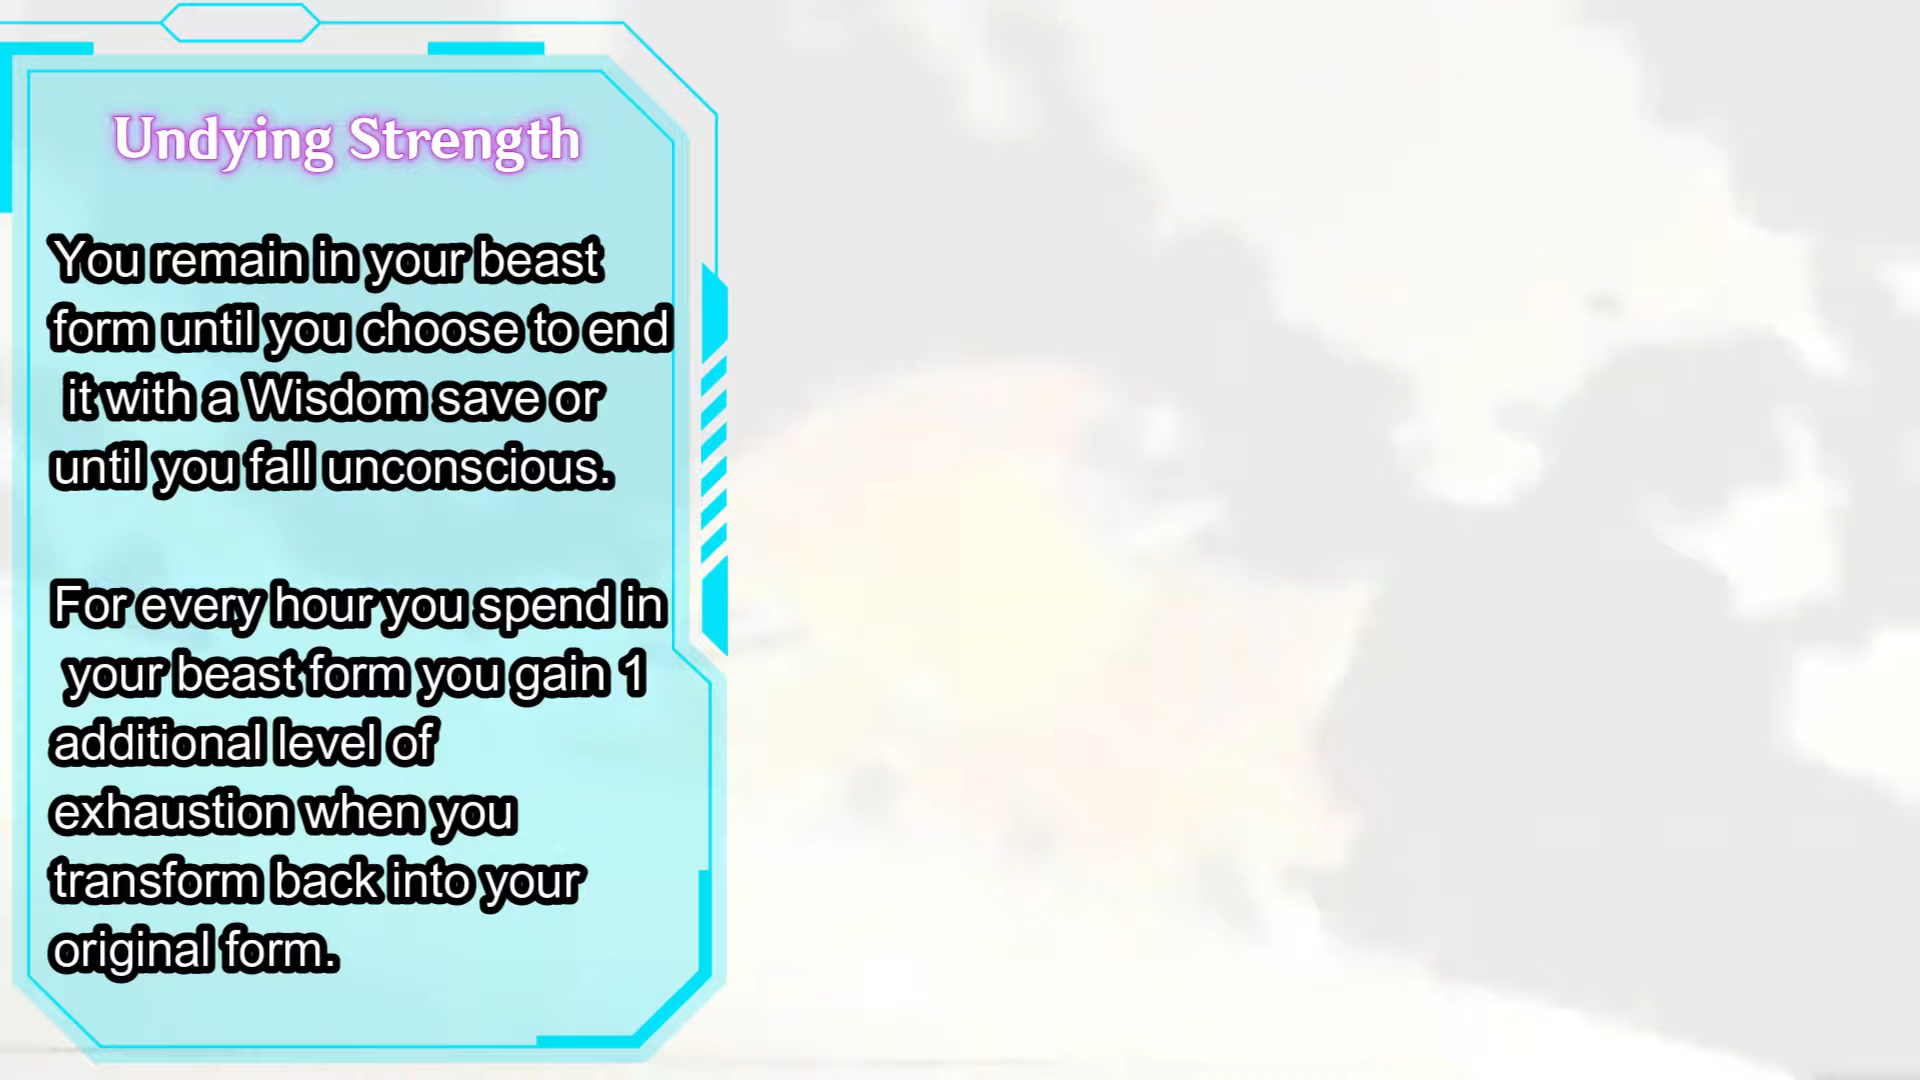 Undying Strength
You remain in your beast
form until you choose to end
it with a Wisdom save or
until you fall unconscious.
For every hour you spend in
your beast form you gain 1
additional level of
exhaustion when you
transform back into your
original form.